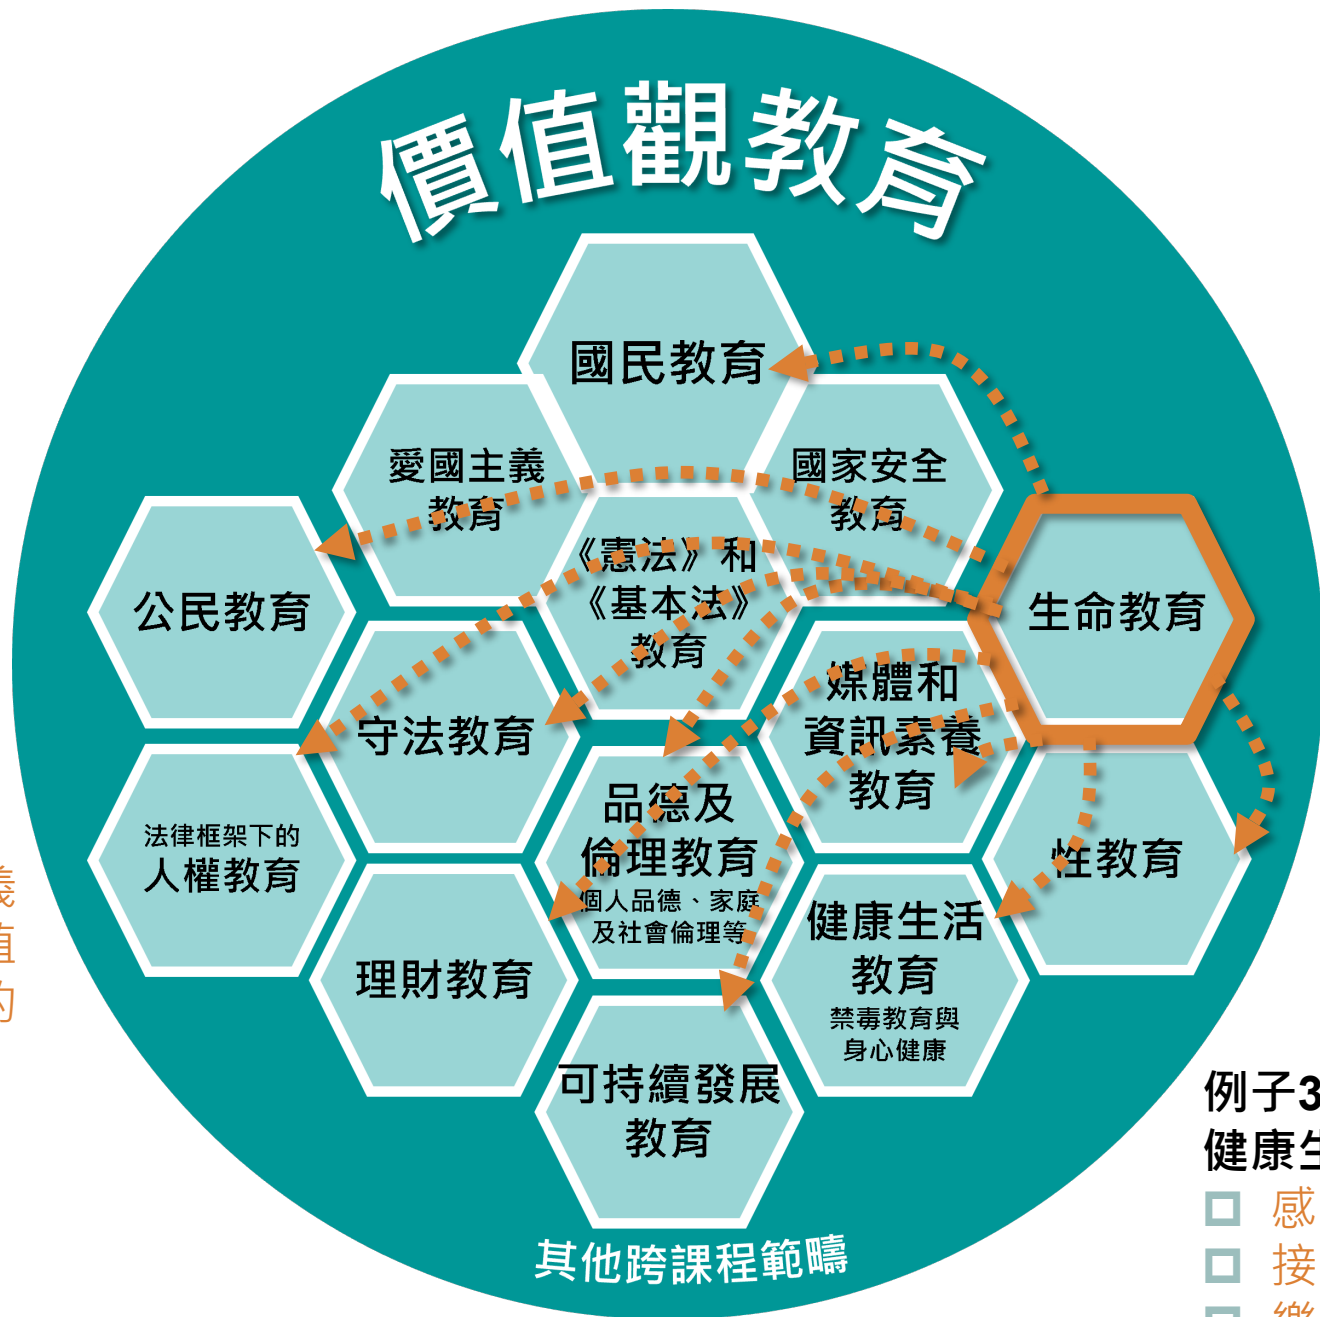 價值觀教育
國民教育
愛國主義
教育
國家安全
教育
公民教育
《憲法》和
《基本法》
教育
生命教育
守法教育
媒體和
資訊素養
教育
法律框架下的
人權教育
品德及
倫理教育
個人品德、家庭
及社會倫理等
性教育
理財教育
健康生活
教育
禁毒教育與
身心健康
可持續發展
教育
其他跨課程範疇
義
值
的
例子3
健康生
感
接
樂